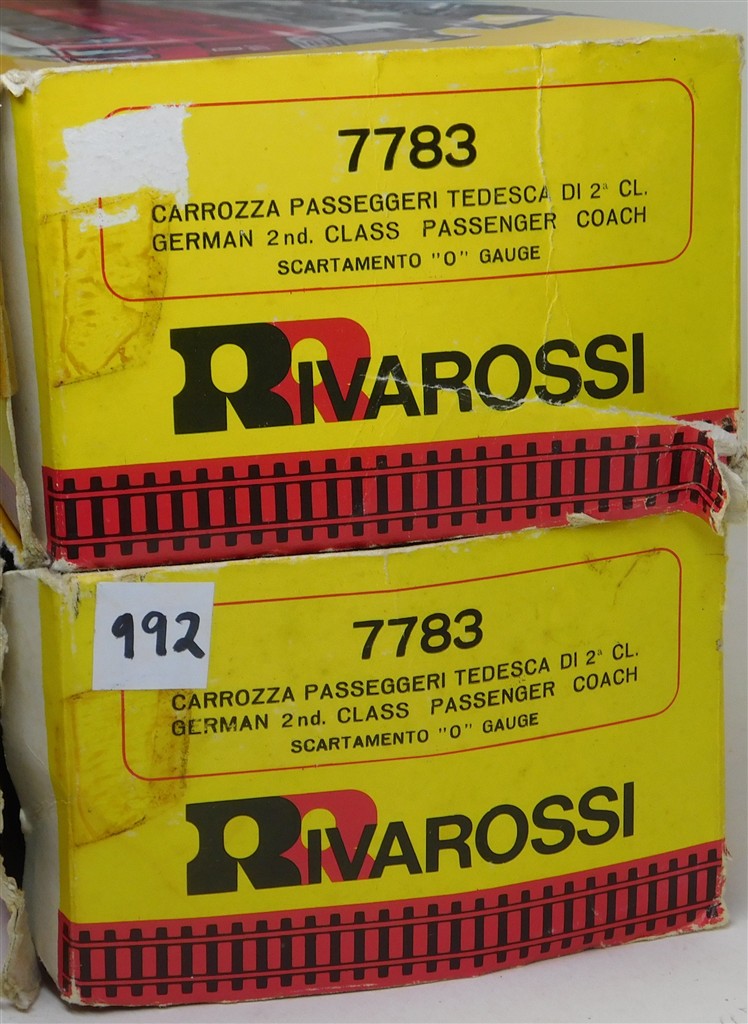 7783
CARROZZA PASSEGGERI TEDESCA DI 2ª CL.
GERMAN 2nd. CLASS PASSENGER COACH
SCARTAMENTO "O" GAUGE
RIVAROSSI
992
7783
CARROZZA PASSEGGERI TEDESCA DI 2ª CL.
GERMAN 2nd. CLASS PASSENGER COACH
SCARTAMENTO "O" GAUGE
RIVAROSSI